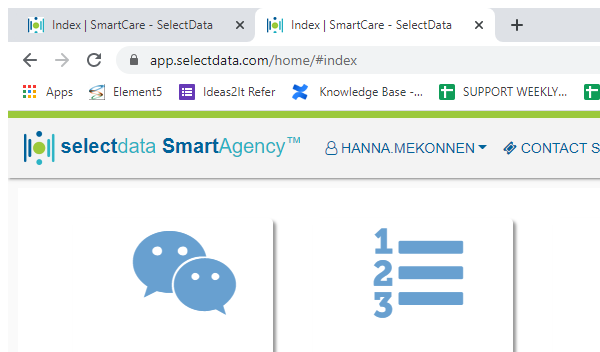 Index | SmartCare - SelectData
Index | SmartCare - SelectData
app.selectdata.com/home/#index
Apps Element5 Ideas2It Refer Knowledge Base -... SUPPORT WEEKLY...
selectdata SmartAgency™ HANNA.MEKONNEN CONTACT S
1
2
3